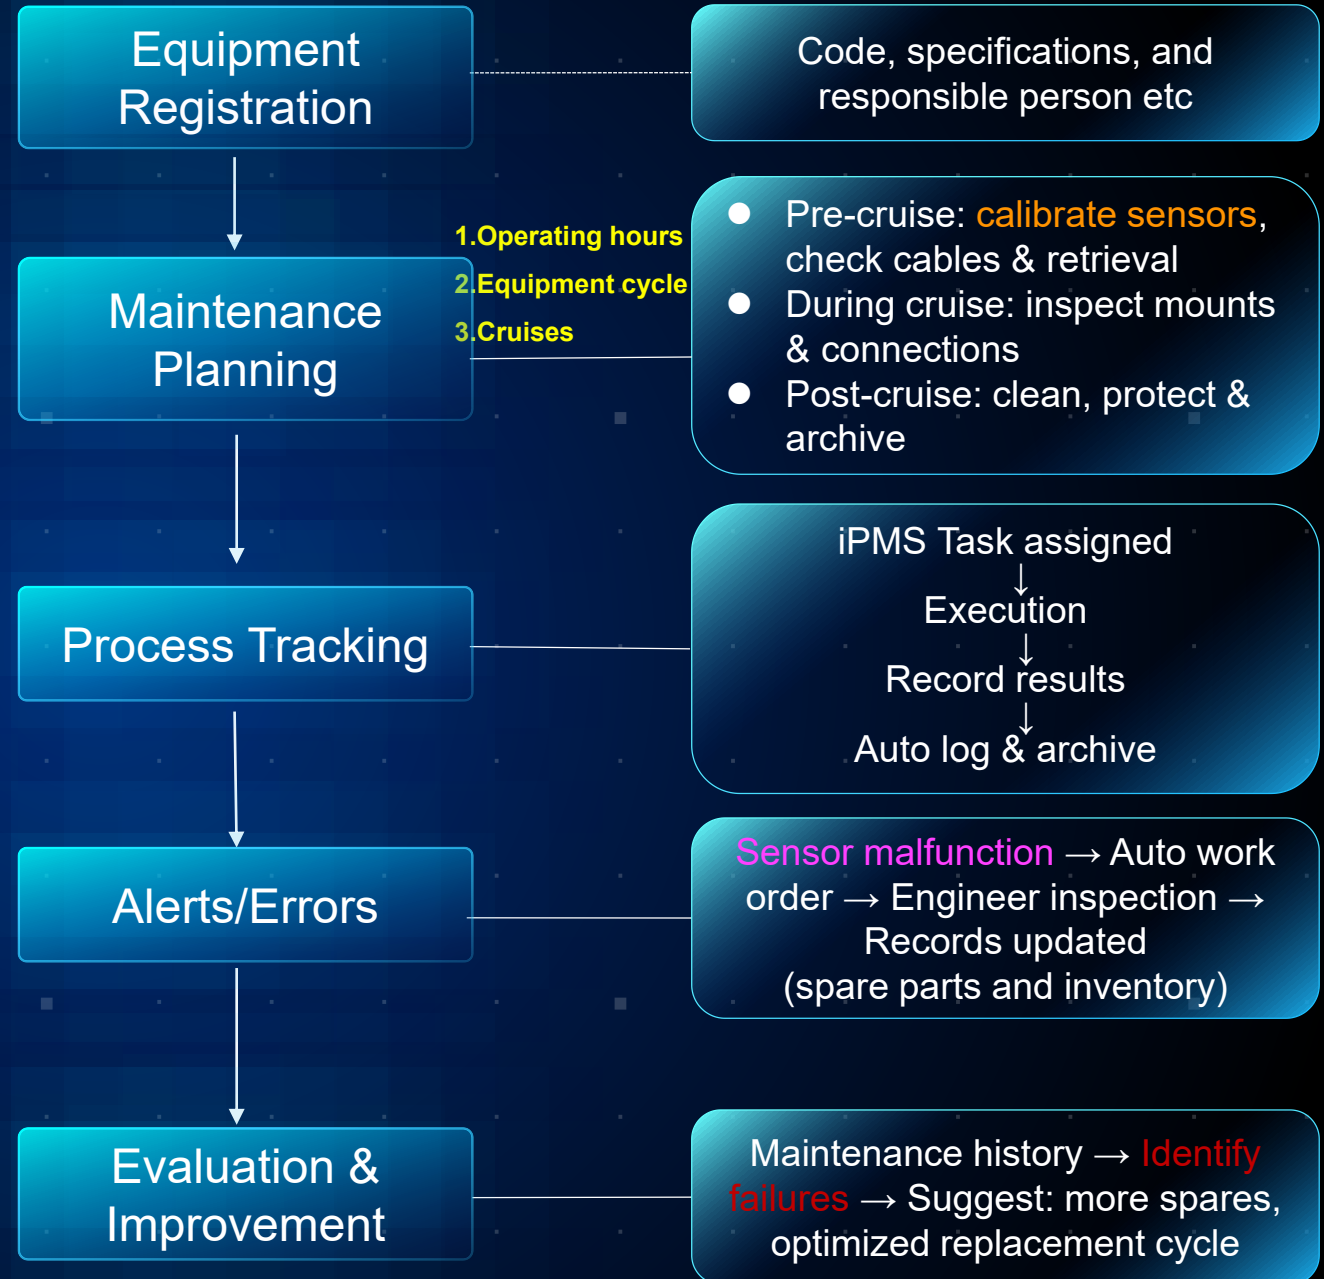 Equipment
Registration
Code, specifications, and
responsible person etc
1.Operating hours
2.Equipment cycle
3.Cruises
Maintenance
Planning
● Pre-cruise: calibrate sensors,
check cables & retrieval
● During cruise: inspect mounts
& connections
● Post-cruise: clean, protect &
archive
Process Tracking
iPMS Task assigned
↓
Execution
↓
Record results
↓
Auto log & archive
Alerts/Errors
Sensor malfunction → Auto work
order → Engineer inspection →
Records updated
(spare parts and inventory)
Evaluation &
Improvement
Maintenance history → Identify
failures → Suggest: more spares,
optimized replacement cycle